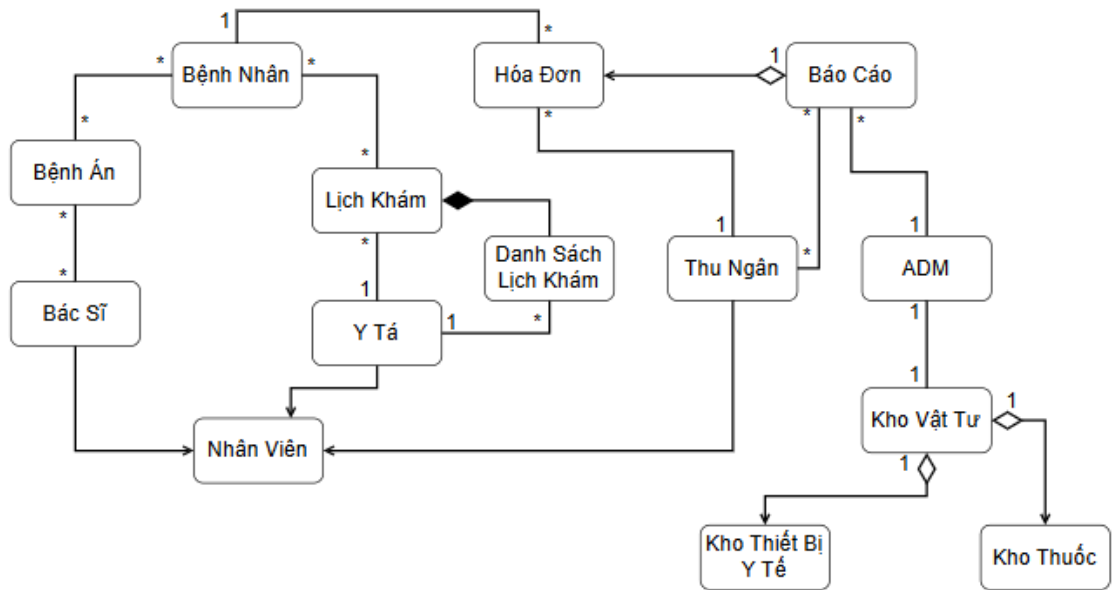 1
*
Bệnh Nhân
Hóa Đơn
1
Báo Cáo
*
*
*
*
*
*
Bệnh Án
*
Lịch Khám
*
*
*
Danh Sách
Lịch Khám
1
Thu Ngân
*
1
ADM
Bác Sĩ
1
Y Tá
1
*
1
1
Kho Vật Tư
1
Nhân Viên
1
Kho Thiết Bị
Y Tế
Kho Thuốc